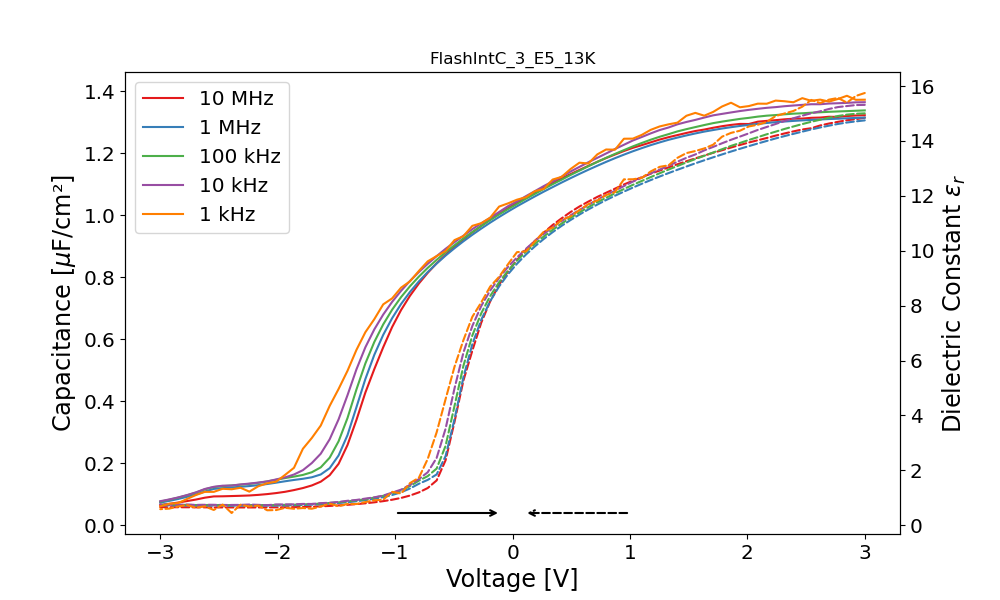 FlashIntC_3_E5_13K
Capacitance [μF/cm²]
1.4
1.2
1.0
0.8
0.6
0.4
0.2
0.0
10 MHz
1 MHz
100 kHz
10 kHz
1 kHz
16
14
12
10
8
6
4
2
0
Dielectric Constant εr
−3
−2
−1
0
1
2
3
Voltage [V]